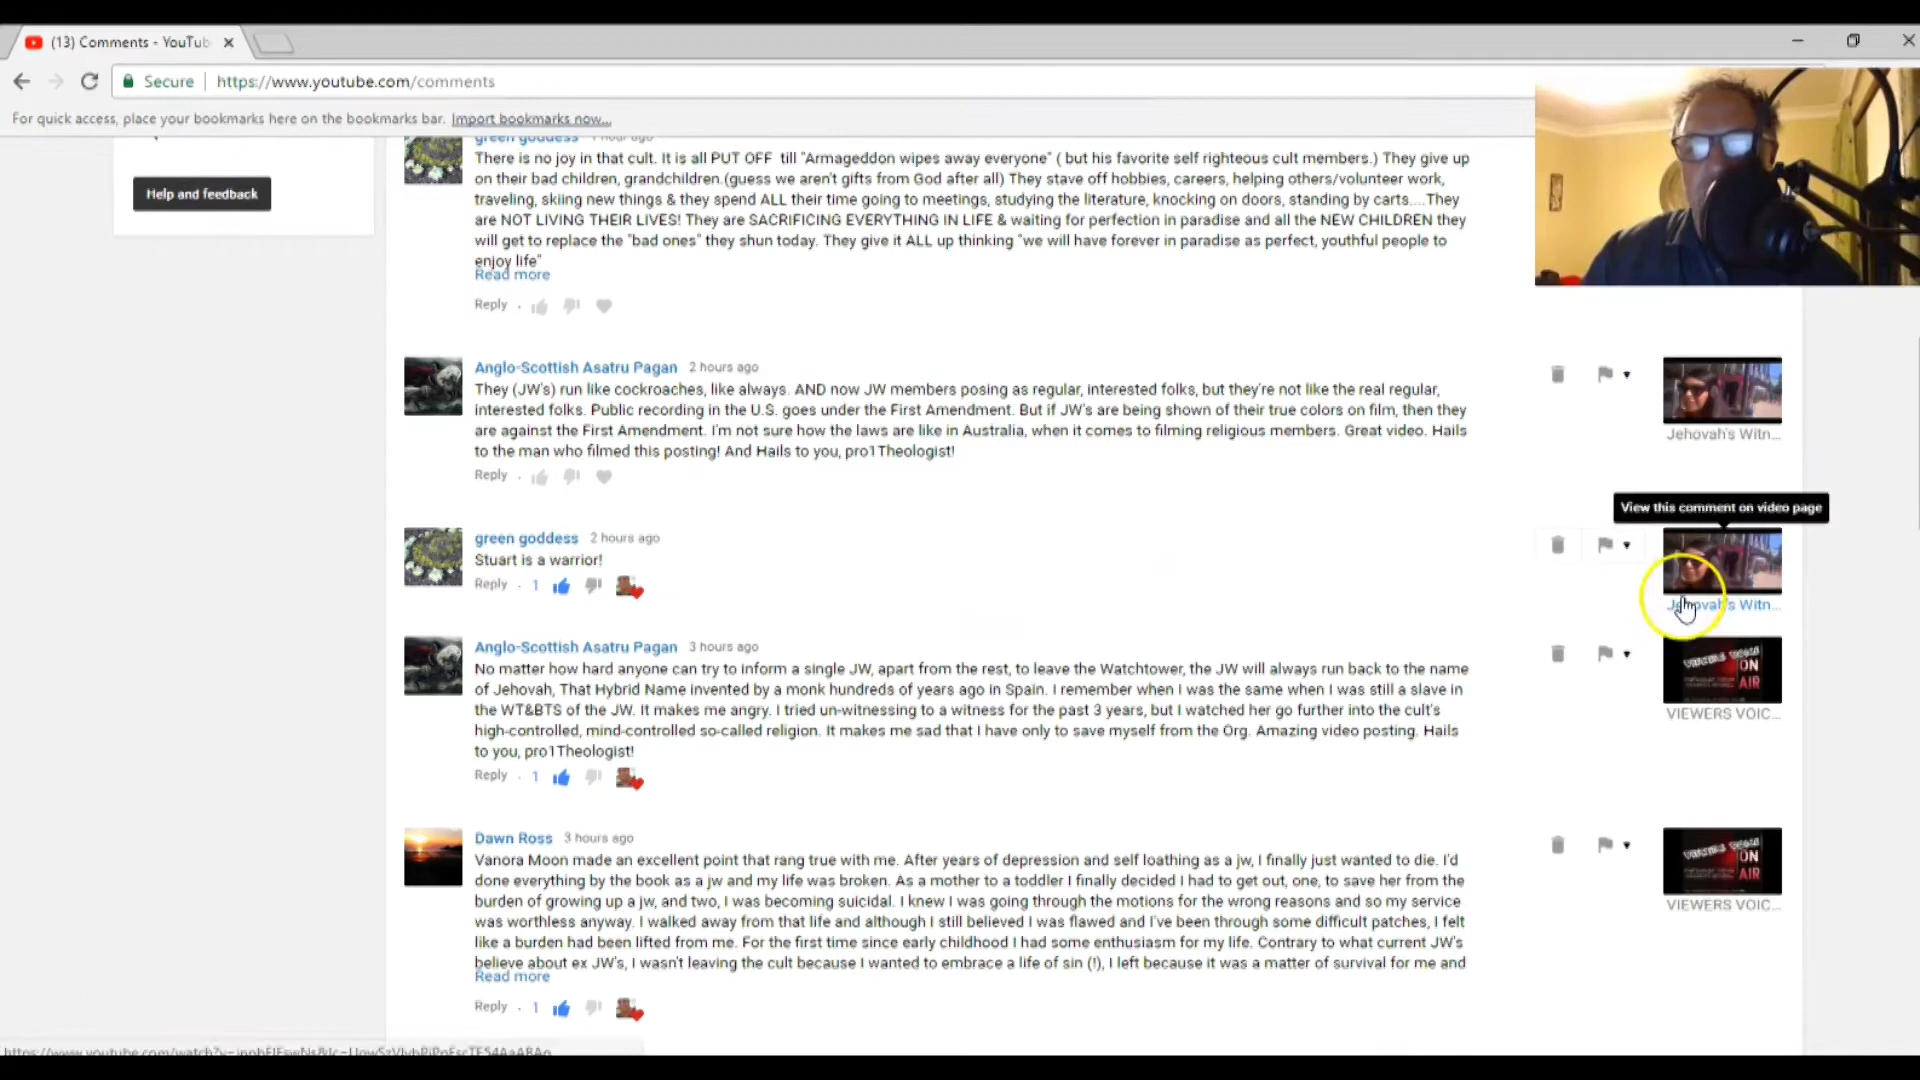 (13) Comments - YouTub
Secure
https://www.youtube.com/comments
For quick access, place your bookmarks here on the bookmarks bar. Import bookmarks now...
Help and feedback
green goddess 1 hour ago
There is no joy in that cult. It is all PUT OFF till "Armageddon wipes away everyone" ( but his favorite self righteous cult members.) They give up
on their bad children, grandchildren.(guess we aren't gifts from God after all) They stave off hobbies, careers, helping others/volunteer work,
traveling, skiing new things & they spend ALL their time going to meetings, studying the literature, knocking on doors, standing by carts....They
are NOT LIVING THEIR LIVES! They are SACRIFICING EVERYTHING IN LIFE & waiting for perfection in paradise and all the NEW CHILDREN they
will get to replace the "bad ones" they shun today. They give it ALL up thinking "we will have forever in paradise as perfect, youthful people to
enjoy life"
Read more
Reply
Anglo-Scottish Asatru Pagan 2 hours ago
They (JW's) run like cockroaches, like always. AND now JW members posing as regular, interested folks, but they're not like the real regular,
interested folks. Public recording in the U.S. goes under the First Amendment. But if JW's are being shown of their true colors on film, then they
are against the First Amendment. I'm not sure how the laws are like in Australia, when it comes to filming religious members. Great video. Hails
to the man who filmed this posting! And Hails to you, pro1Theologist!
Reply
Jehovah's Witn...
View this comment on video page
green goddess 2 hours ago
Stuart is a warrior!
Reply . 1
Jehovah's Witn...
Anglo-Scottish Asatru Pagan 3 hours ago
No matter how hard anyone can try to inform a single JW, apart from the rest, to leave the Watchtower, the JW will always run back to the name
of Jehovah, That Hybrid Name invented by a monk hundreds of years ago in Spain. I remember when I was the same when I was still a slave in
the WT&BTS of the JW. It makes me angry. I tried un-witnessing to a witness for the past 3 years, but I watched her go further into the cult's
high-controlled, mind-controlled so-called religion. It makes me sad that I have only to save myself from the Org. Amazing video posting. Hails
to you, pro1Theologist!
Reply . 1
VIEWERS VOICE
ON
AIR
VIEWERS VOIC...
Dawn Ross 3 hours ago
Vanora Moon made an excellent point that rang true with me. After years of depression and self loathing as a jw, I finally just wanted to die. I'd
done everything by the book as a jw and my life was broken. As a mother to a toddler I finally decided I had to get out, one, to save her from the
burden of growing up a jw, and two, I was becoming suicidal. I knew I was going through the motions for the wrong reasons and so my service
was worthless anyway. I walked away from that life and although I still believed I was flawed and I've been through some difficult patches, I felt
like a burden had been lifted from me. For the first time since early childhood I had some enthusiasm for my life. Contrary to what current JW's
believe about ex JW's, I wasn't leaving the cult because I wanted to embrace a life of sin (!), I left because it was a matter of survival for me and
Read more
Reply . 1
VIEWERS VOICE
ON
AIR
VIEWERS VOIC...